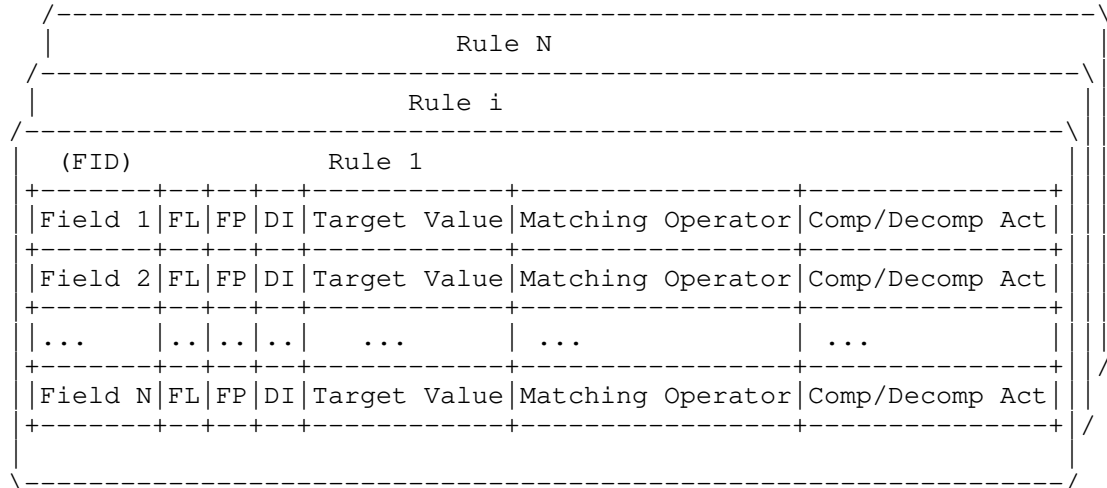 Rule N
Rule i
(FID) Rule 1
Field 1|FL|FP|DI|Target Value|Matching Operator|Comp/Decomp Act
Field 2|FL|FP|DI|Target Value|Matching Operator|Comp/Decomp Act
...|..|..|..|...|...|...
Field N|FL|FP|DI|Target Value|Matching Operator|Comp/Decomp Act